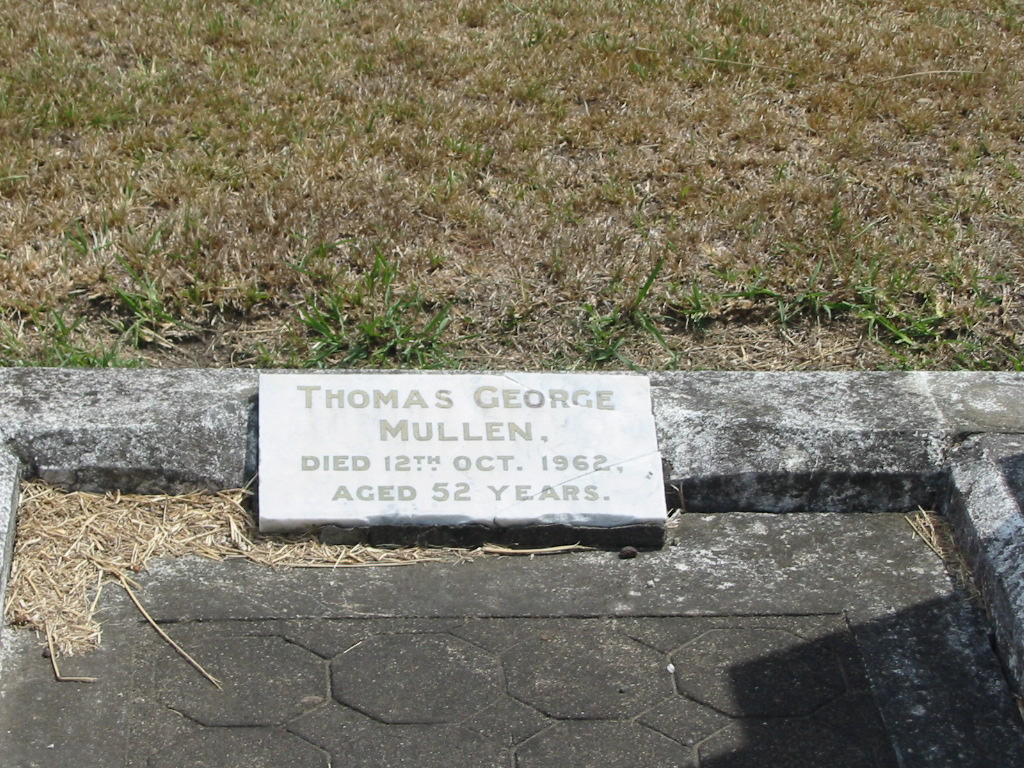 THOMAS GEORGE
MULLEN.
DIED 12TH OCT. 1962.,
AGED 52 YEARS.